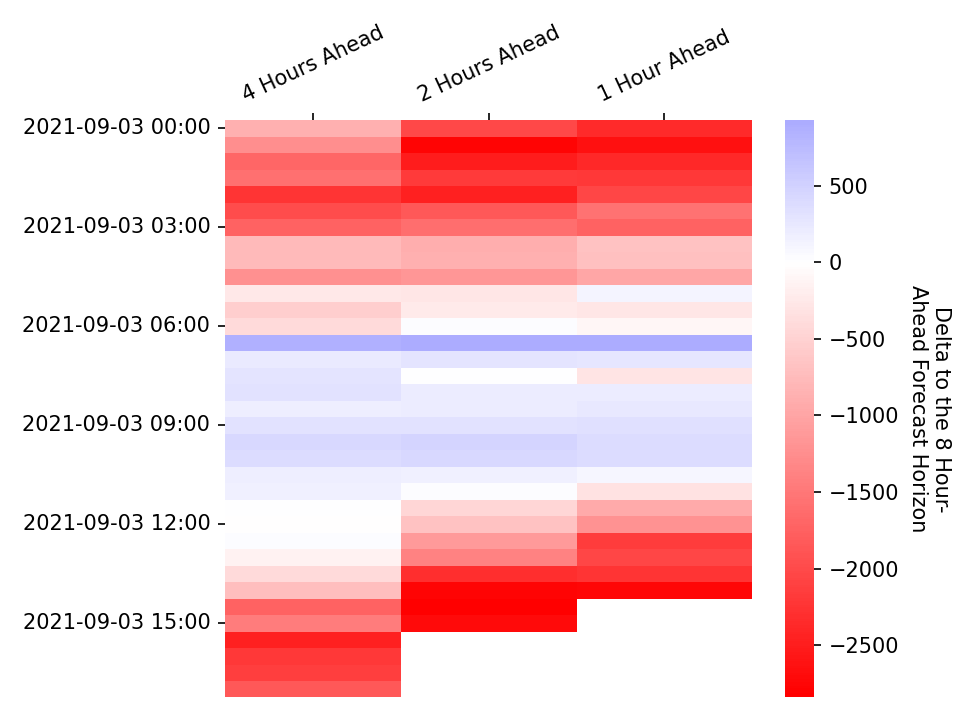 4 Hours Ahead
2 Hours Ahead
1 Hour Ahead
2021-09-03 00:00
2021-09-03 03:00
2021-09-03 06:00
2021-09-03 09:00
2021-09-03 12:00
2021-09-03 15:00
500
0
−500
−1000
−1500
−2000
−2500
Delta to the 8 Hour-
Ahead Forecast Horizon